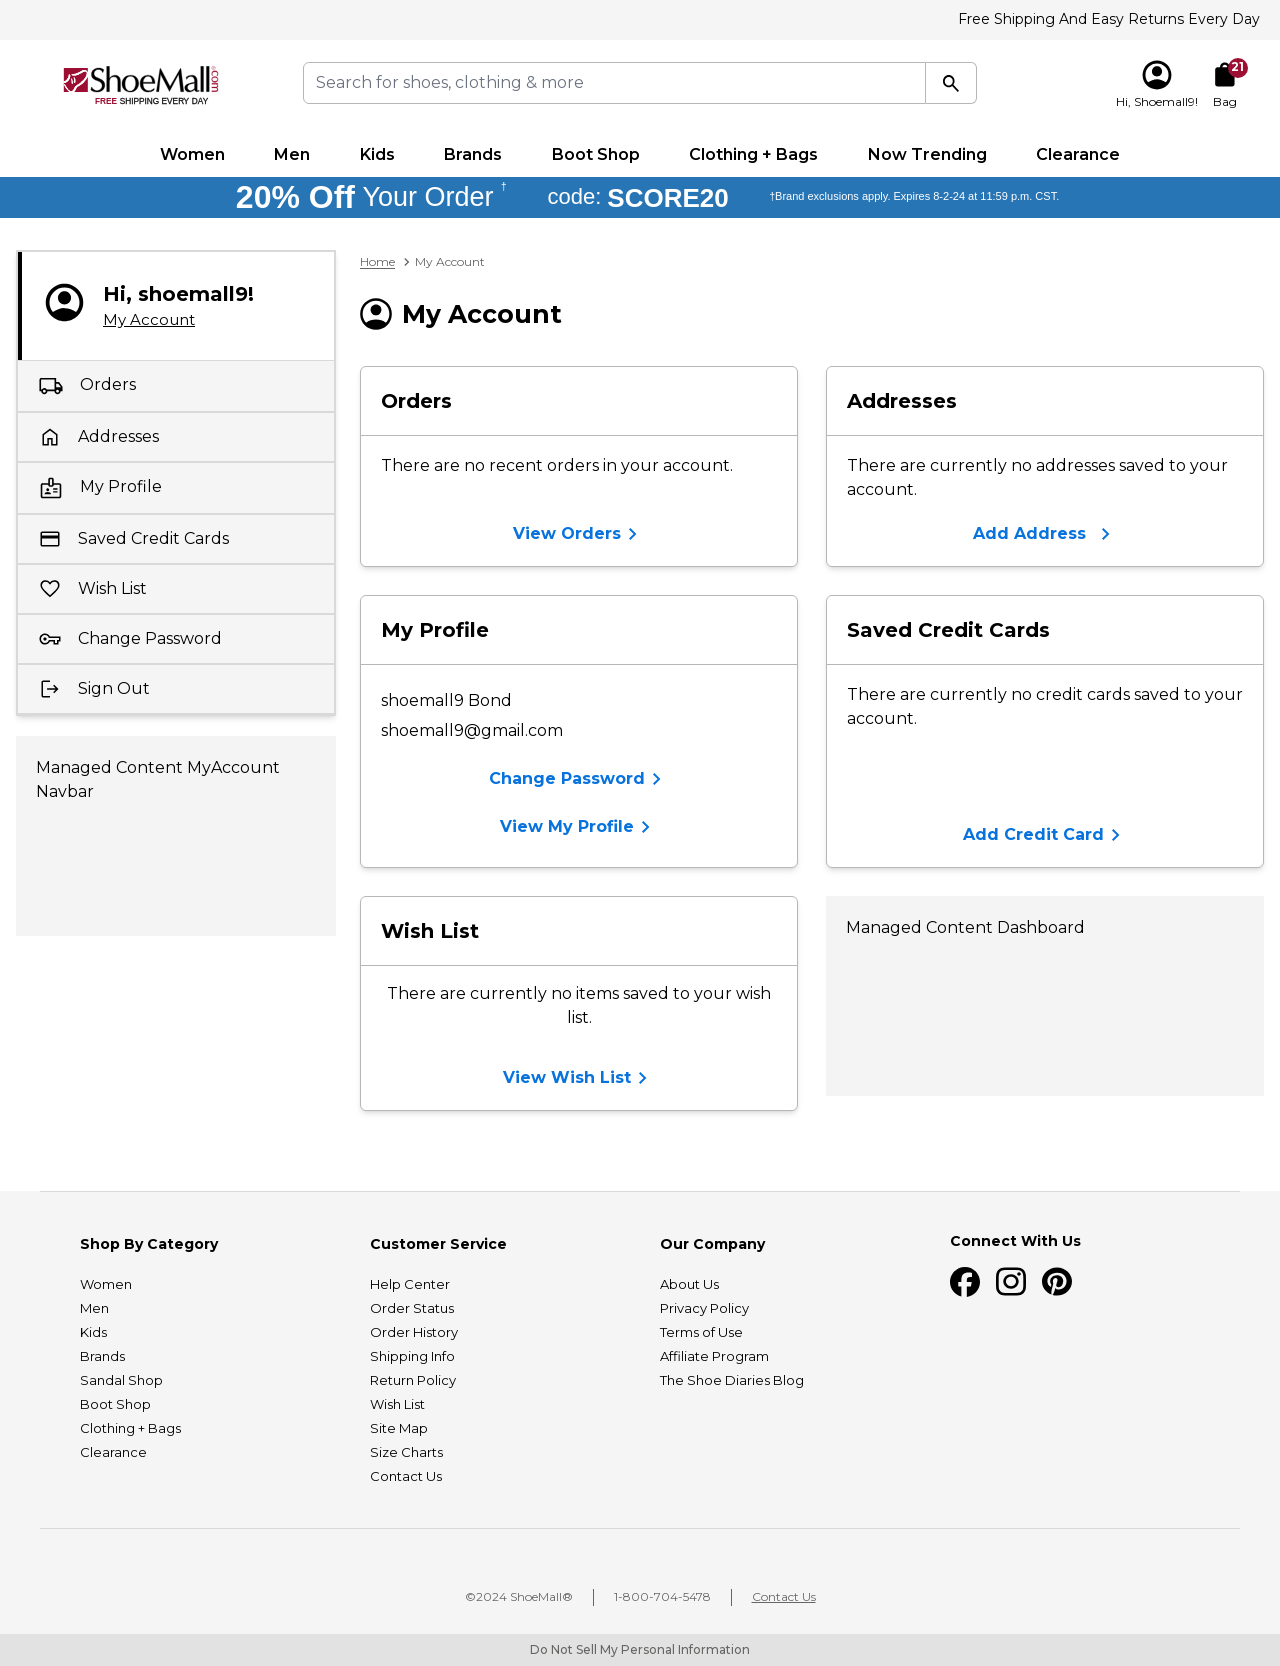 Free Shipping And Easy Returns Every Day
ShoeMall®.com
FREE SHIPPING EVERY DAY
Search for shoes, clothing & more
Hi, Shoemall9!
21
Bag
Women Men Kids Brands Boot Shop Clothing + Bags Now Trending Clearance
20% Off Your Order † code: SCORE20 †Brand exclusions apply. Expires 8-2-24 at 11:59 p.m. CST.
Hi, shoemall9!
My Account
Orders
Addresses
My Profile
Saved Credit Cards
Wish List
Change Password
Sign Out
Managed Content MyAccount
Navbar
Home > My Account
My Account
Orders
There are no recent orders in your account.
View Orders
Addresses
There are currently no addresses saved to your
account.
Add Address
My Profile
shoemall9 Bond
shoemall9@gmail.com
Change Password
View My Profile
Saved Credit Cards
There are currently no credit cards saved to your
account.
Add Credit Card
Wish List
There are currently no items saved to your wish
list.
View Wish List
Managed Content Dashboard
Shop By Category
Women
Men
Kids
Brands
Sandal Shop
Boot Shop
Clothing + Bags
Clearance
Customer Service
Help Center
Order Status
Order History
Shipping Info
Return Policy
Wish List
Site Map
Size Charts
Contact Us
Our Company
About Us
Privacy Policy
Terms of Use
Affiliate Program
The Shoe Diaries Blog
Connect With Us
©2024 ShoeMall® | 1-800-704-5478 | Contact Us
Do Not Sell My Personal Information